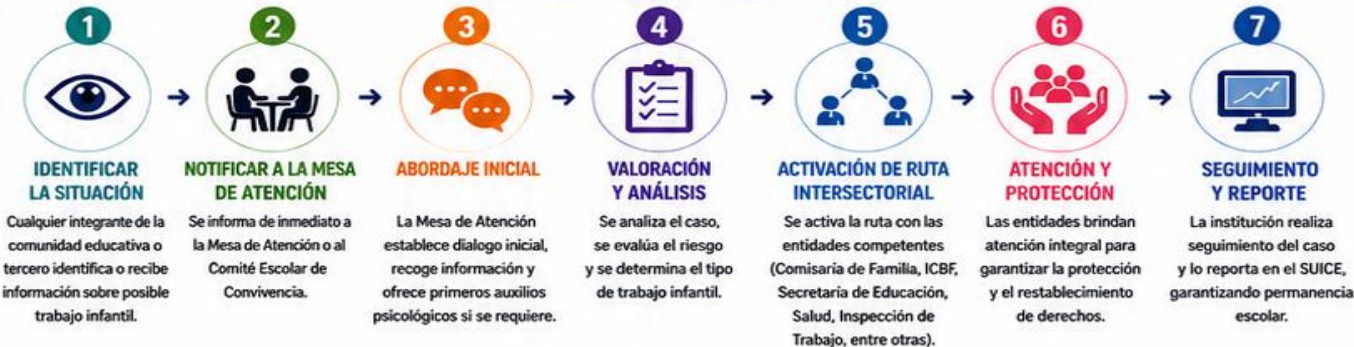 1
IDENTIFICAR
LA SITUACIÓN
Cualquier integrante de la
comunidad educativa o
tercero identifica o recibe
información sobre posible
trabajo infantil.
2
NOTIFICAR A LA MESA
DE ATENCIÓN
Se informa de inmediato a
la Mesa de Atención o al
Comité Escolar de
Convivencia.
3
ABORDAJE INICIAL
La Mesa de Atención
establece dialogo inicial,
recoge información y
ofrece primeros auxilios
psicológicos si se requiere.
4
VALORACIÓN
Y ANÁLISIS
Se analiza el caso,
se evalúa el riesgo
y se determina el tipo
de trabajo infantil.
5
ACTIVACIÓN DE RUTA
INTERSECTORIAL
Se activa la ruta con las
entidades competentes
(Comisaría de Familia, ICBF,
Secretaría de Educación,
Salud, Inspección de
Trabajo, entre otras).
6
ATENCIÓN Y
PROTECCIÓN
Las entidades brindan
atención integral para
garantizar la protección
y el restablecimiento
de derechos.
7
SEGUIMIENTO
Y REPORTE
La institución realiza
seguimiento del caso
y lo reporta en el SUICE,
garantizando permanencia
escolar.